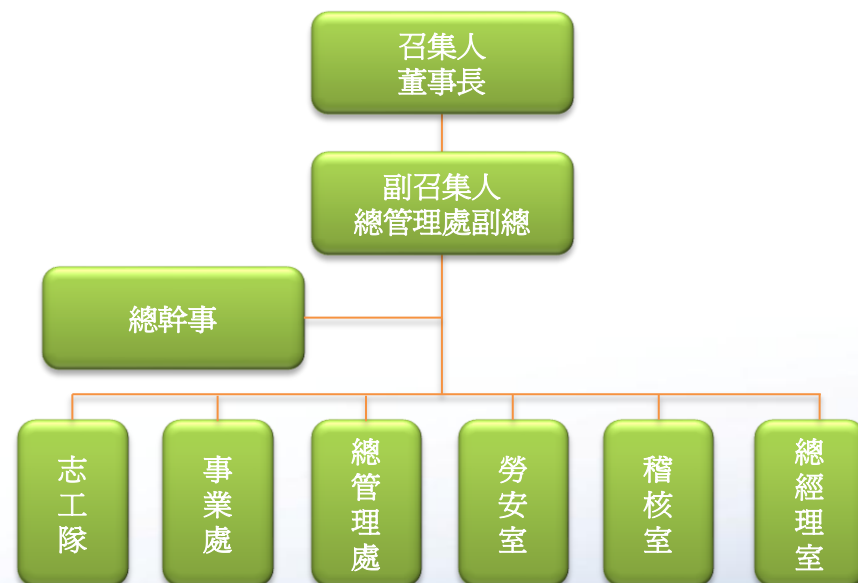 召集人
董事長
副召集人
總管理處副總
總幹事
志工隊
事業處
總管理處
勞安室
稽核室
總經理室